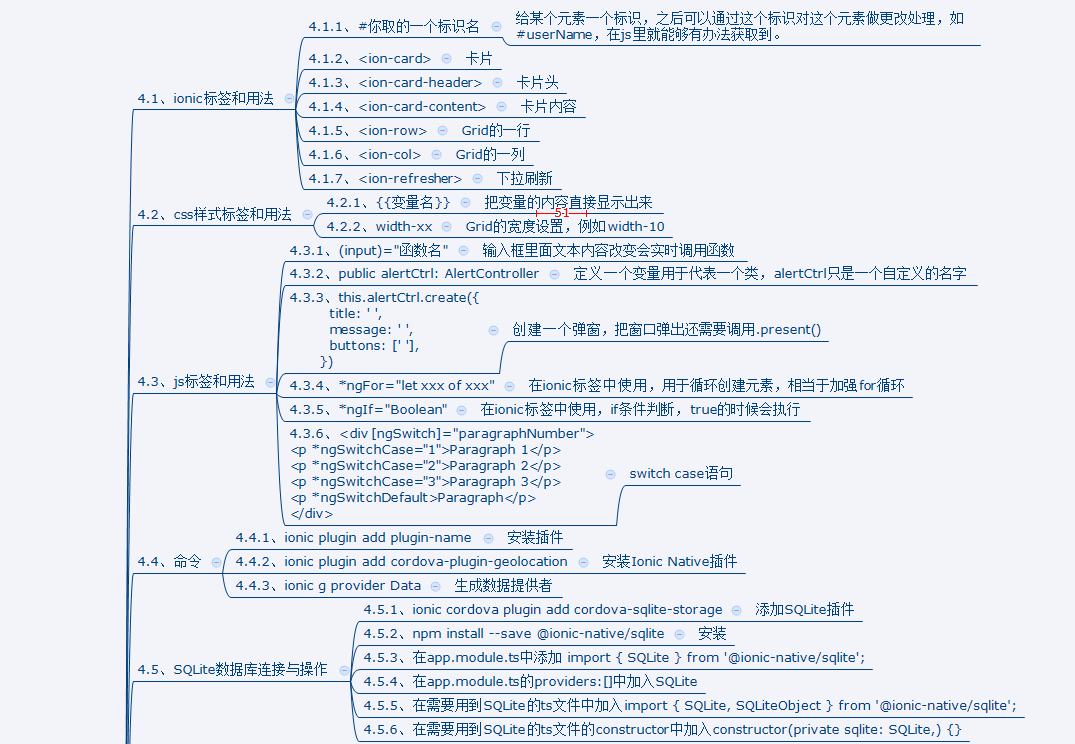 4.1、ionic标签和用法
4.1.1、#你取的一个标识名
给某个元素一个标识，之后可以通过这个标识对这个元素做更改处理，如
#userName，在js里就能够有办法获取到。
4.1.2、<ion-card> 卡片
4.1.3、<ion-card-header> 卡片头
4.1.4、<ion-card-content> 卡片内容
4.1.5、<ion-row> Grid的一行
4.1.6、<ion-col> Grid的一列
4.1.7、<ion-refresher> 下拉刷新
4.2、css样式标签和用法
4.2.1、{{变量名}} 把变量的内容直接显示出来
51
4.2.2、width-xx Grid的宽度设置，例如width-10
4.3、js标签和用法
4.3.1、(input)="函数名" 输入框里面文本内容改变会实时调用函数
4.3.2、public alertCtrl: AlertController 定义一个变量用于代表一个类，alertCtrl只是一个自定义的名字
4.3.3、this.alertCtrl.create({
title: ' ',
message: ' ',
buttons: [' '],
})
创建一个弹窗，把窗口弹出还需要调用.present()
4.3.4、*ngFor="let xxx of xxx" 在ionic标签中使用，用于循环创建元素，相当于加强for循环
4.3.5、*ngIf="Boolean" 在ionic标签中使用，if条件判断，true的时候会执行
4.3.6、<div [ngSwitch]="paragraphNumber">
<p *ngSwitchCase="1">Paragraph 1</p>
<p *ngSwitchCase="2">Paragraph 2</p>
<p *ngSwitchCase="3">Paragraph 3</p>
<p *ngSwitchDefault>Paragraph</p>
</div>
switch case语句
4.4、命令
4.4.1、ionic plugin add plugin-name 安装插件
4.4.2、ionic plugin add cordova-plugin-geolocation 安装Ionic Native插件
4.4.3、ionic g provider Data 生成数据提供者
4.5、SQLite数据库连接与操作
4.5.1、ionic cordova plugin add cordova-sqlite-storage 添加SQLite插件
4.5.2、npm install --save @ionic-native/sqlite 安装
4.5.3、在app.module.ts中添加 import { SQLite } from '@ionic-native/sqlite';
4.5.4、在app.module.ts的providers:[]中加入SQLite
4.5.5、在需要用到SQLite的ts文件中加入import { SQLite, SQLiteObject } from '@ionic-native/sqlite';
4.5.6、在需要用到SQLite的ts文件的constructor中加入constructor(private sqlite: SQLite,) {}